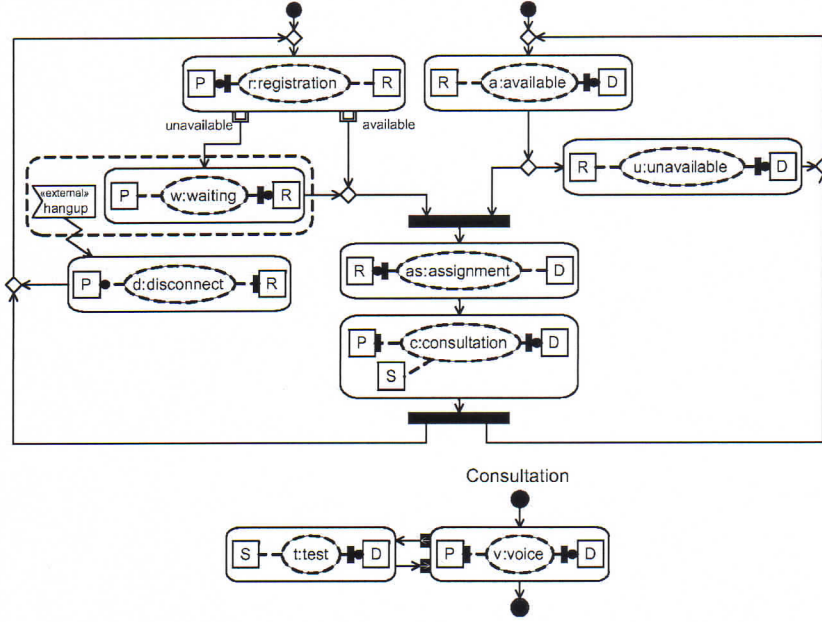 P r:registration R
R a:available D
unavailable available
R u:unavailable D
«external»
hangup
P w:waiting R
R as:assignment D
P d:disconnect R
P c:consultation D
S
Consultation
S t:test D
P v:voice D